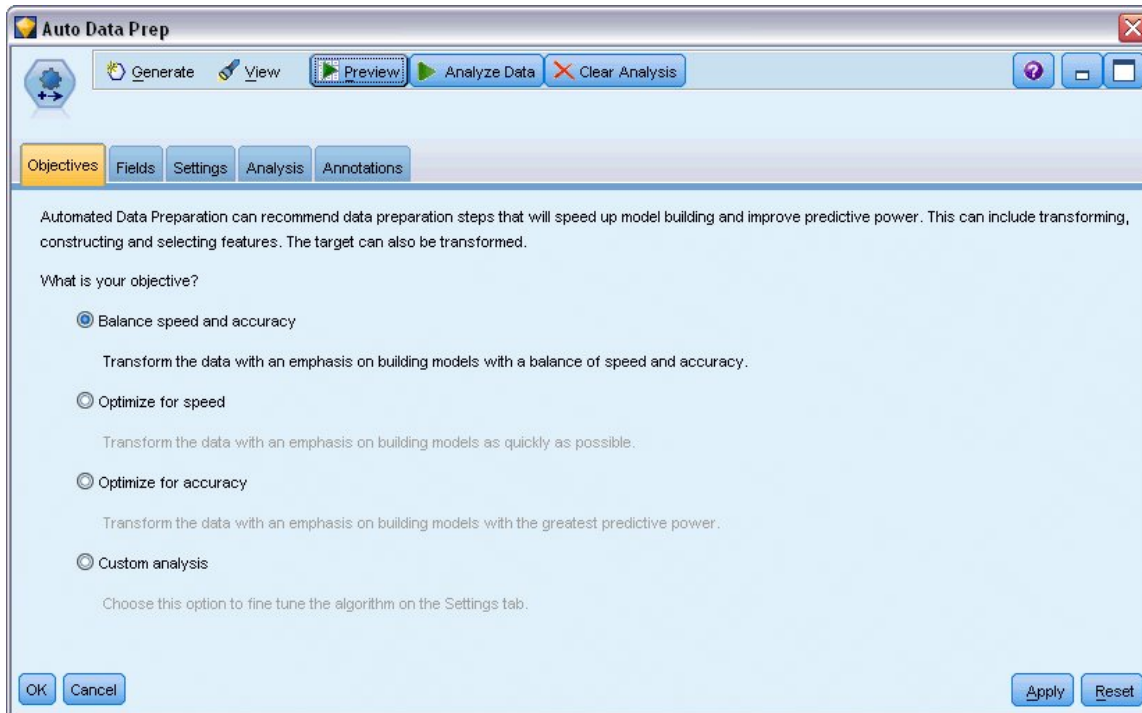 Auto Data Prep
Generate View Preview Analyze Data Clear Analysis
Objectives Fields Settings Analysis Annotations
Automated Data Preparation can recommend data preparation steps that will speed up model building and improve predictive power. This can include transforming,
constructing and selecting features. The target can also be transformed.
What is your objective?
Balance speed and accuracy
Transform the data with an emphasis on building models with a balance of speed and accuracy.
Optimize for speed
Transform the data with an emphasis on building models as quickly as possible.
Optimize for accuracy
Transform the data with an emphasis on building models with the greatest predictive power.
Custom analysis
Choose this option to fine tune the algorithm on the Settings tab.
OK Cancel Apply Reset